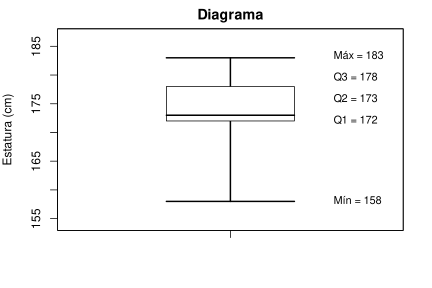 Diagrama
Estatura (cm)
185
175
165
155
Máx = 183
Q3 = 178
Q2 = 173
Q1 = 172
Mín = 158